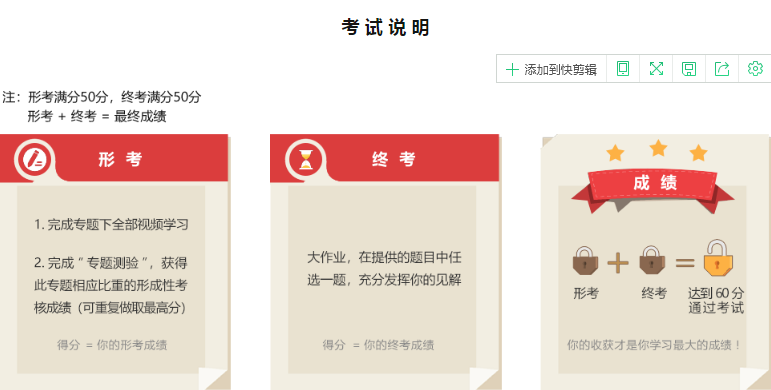 考试说明
添加到快剪辑
注：形考满分50分，终考满分50分
形考 + 终考 = 最终成绩
形 考
1. 完成专题下全部视频学习
2. 完成“专题测验”，获得
此专题相应比重的形成性考
核成绩（可重复做取最高分）
得分 = 你的形考成绩
终 考
大作业，在提供的题目中任
选一题，充分发挥你的见解
得分 = 你的终考成绩
成 绩
形考 + 终考 = 达到60分
通过考试
你的收获才是你学习最大的成绩！